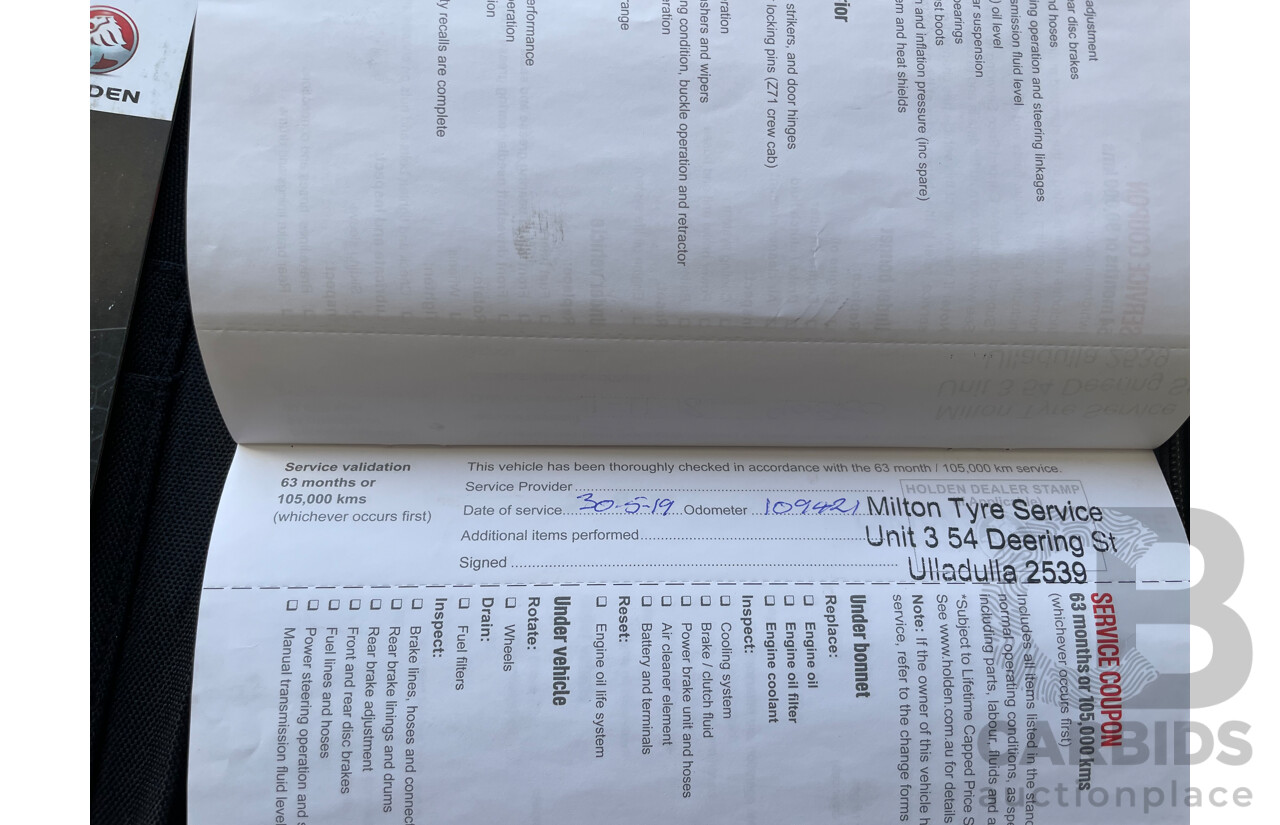 DEN
adjustment
ar disc brakes
nd hoses
ng operation and steering linkages
smission fluid level
) oil level
ar suspension
bearings
st boots
n and inflation pressure (inc spare)
em and heat shields
rior
strikers, and door hinges
locking pins (Z71 crew cab)
ration
shers and wipers
ng condition, buckle operation and retractor
eration
range
erformance
peration
ion
ly recalls are complete
Service validation
63 months or
105,000 kms
(whichever occurs first)
This vehicle has been thoroughly checked in accordance with the 63 month / 105,000 km service.
Service Provider
Date of service 30-5-19 Odometer 109421
Additional items performed
Signed
HOLDEN DEALER STAMP
(Applicable)
Milton Tyre Service
Unit 3 54 Deering St
Ulladulla 2539
SERVICE COUPON
63 months or 105,000 kms
(whichever occurs first)
Includes all items listed in the stand
normal operating conditions, as spe
including parts, labour, fluids and a
*Subject to Lifetime Capped Price S
See www.holden.com.au for details
Note: If the owner of this vehicle h
service, refer to the change forms
Under bonnet
Replace:
❑ Engine oil
❑ Engine oil filter
❑ Engine coolant
Inspect:
❑ Cooling system
❑ Brake / clutch fluid
❑ Power brake unit and hoses
❑ Air cleaner element
❑ Battery and terminals
Reset:
❑ Engine oil life system
Under vehicle
Rotate:
❑ Wheels
Drain:
❑ Fuel filters
Inspect:
❑ Brake lines, hoses and connect
❑ Rear brake linings and drums
❑ Rear brake adjustment
❑ Front and rear disc brakes
❑ Fuel lines and hoses
❑ Power steering operation and s
❑ Manual transmission fluid level
CARBIDS
auctionplace